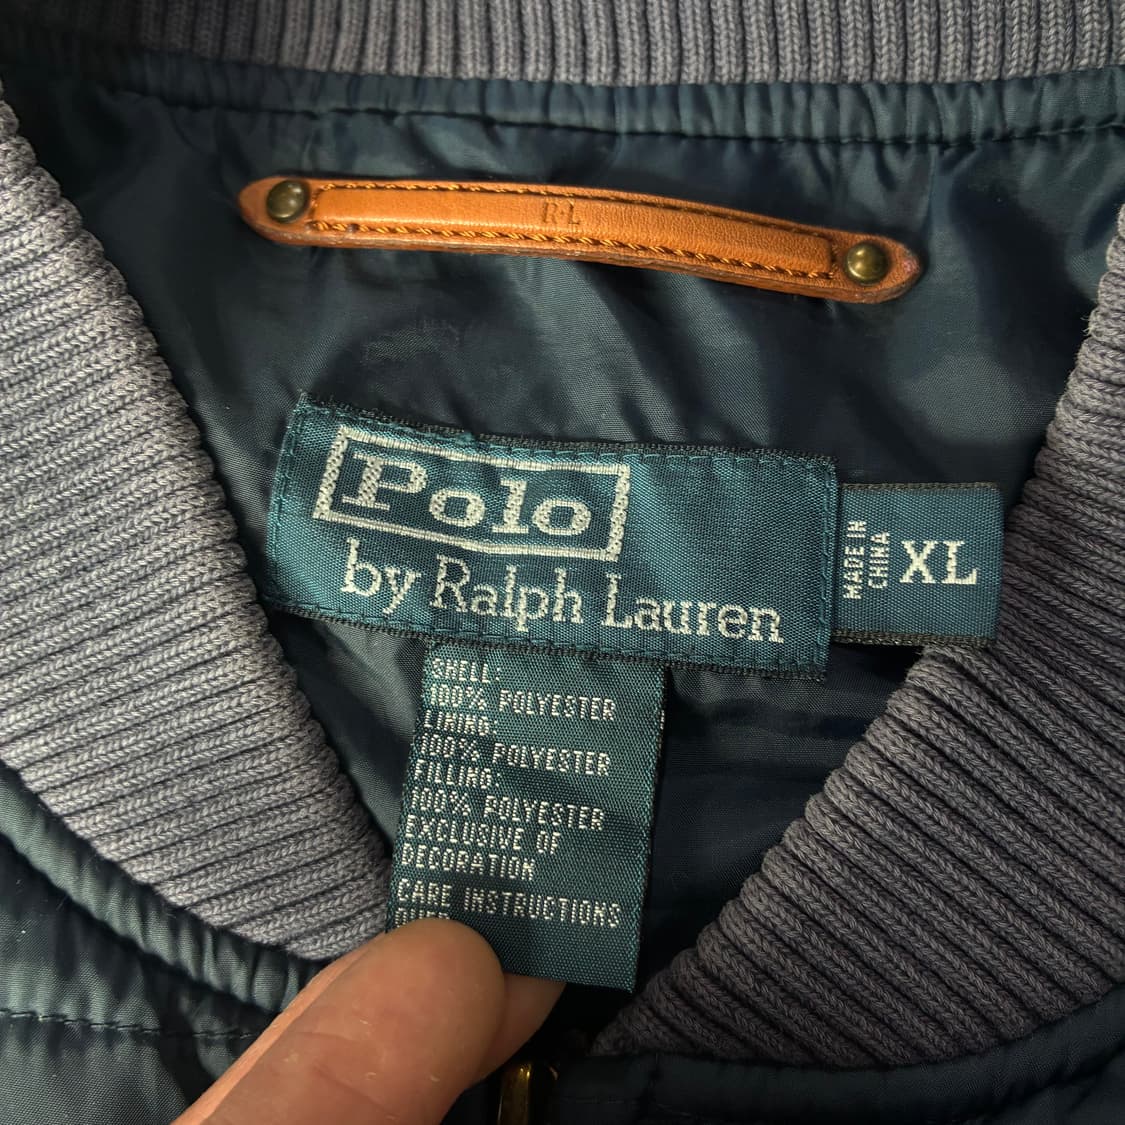 R·L
Polo
by Ralph Lauren
MADE IN
CHINA
XL
SHELL:
100% POLYESTER
LINING:
100% POLYESTER
FILLING:
100% POLYESTER
EXCLUSIVE OF
DECORATION
CARE INSTRUCTIONS